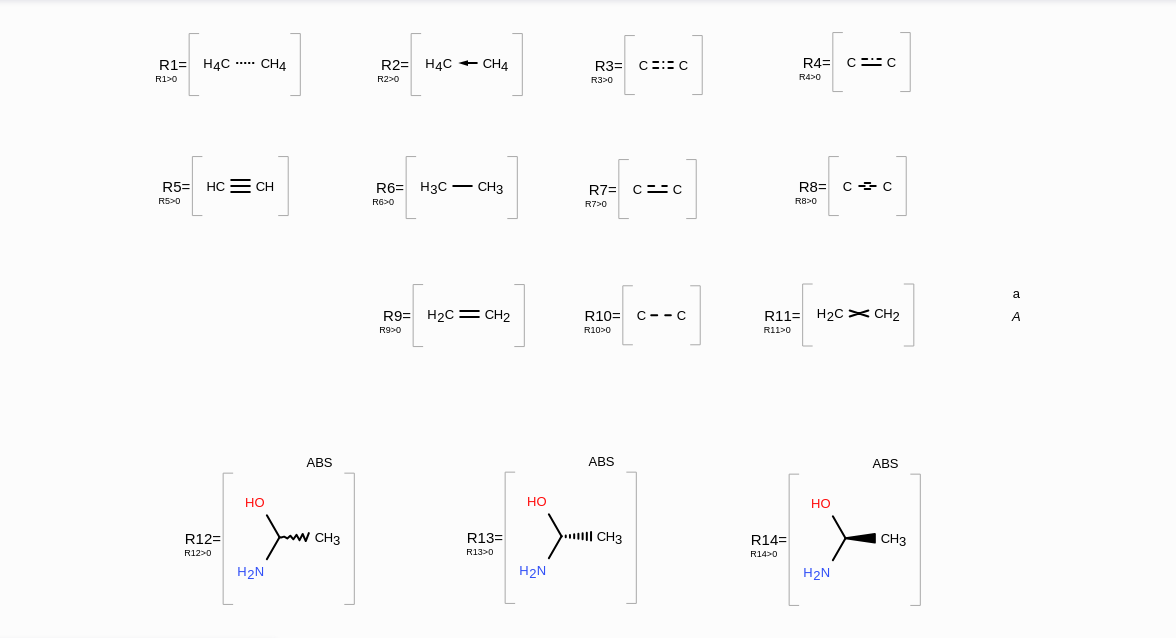 R1= H4C CH4
R1>0
R2= H4C CH4
R2>0
R3= C C
R3>0
R4= C C
R4>0
R5= HC CH
R5>0
R6= H3C CH3
R6>0
R7= C C
R7>0
R8= C C
R8>0
R9= H2C CH2
R9>0
R10= C C
R10>0
R11= H2C CH2
R11>0
a
A
ABS
HO
R12= CH3
R12>0
H2N
ABS
HO
R13= CH3
R13>0
H2N
ABS
HO
R14= CH3
R14>0
H2N